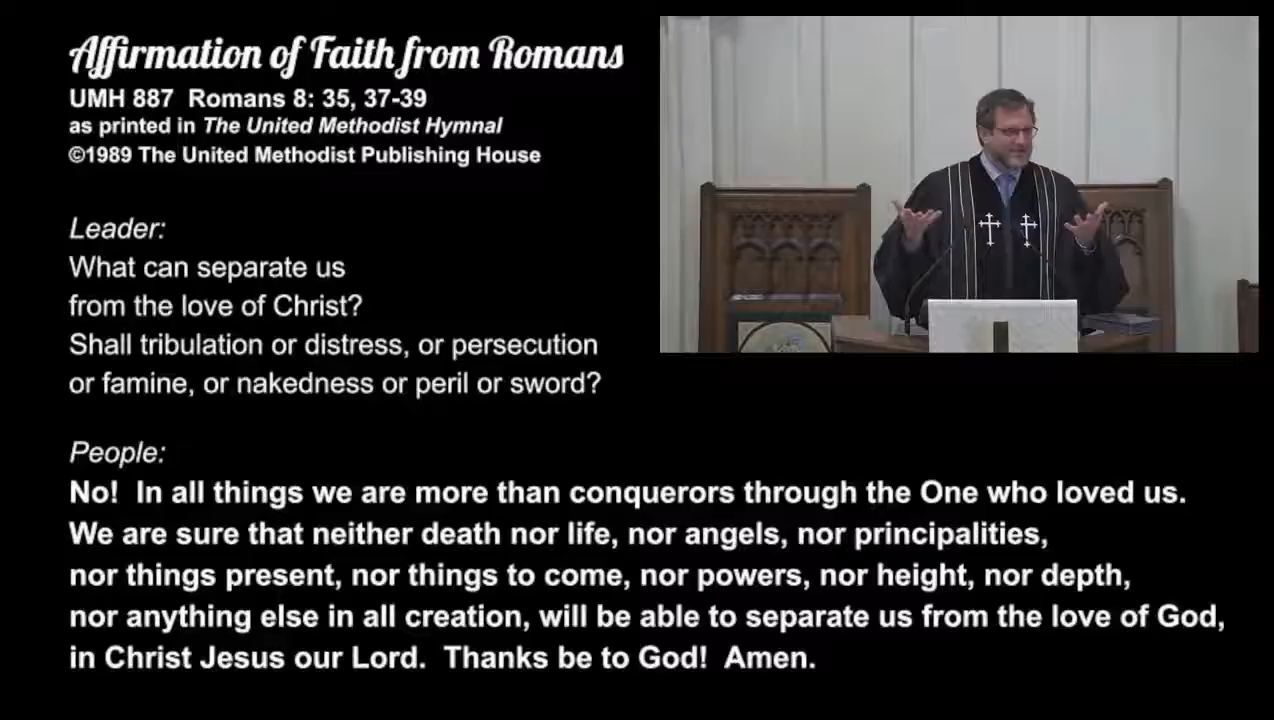 Affirmation of Faith from Romans
UMH 887  Romans 8: 35, 37-39
as printed in The United Methodist Hymnal
©1989 The United Methodist Publishing House
Leader:
What can separate us
from the love of Christ?
Shall tribulation or distress, or persecution
or famine, or nakedness or peril or sword?
People:
No!  In all things we are more than conquerors through the One who loved us.
We are sure that neither death nor life, nor angels, nor principalities,
nor things present, nor things to come, nor powers, nor height, nor depth,
nor anything else in all creation, will be able to separate us from the love of God,
in Christ Jesus our Lord.  Thanks be to God!  Amen.